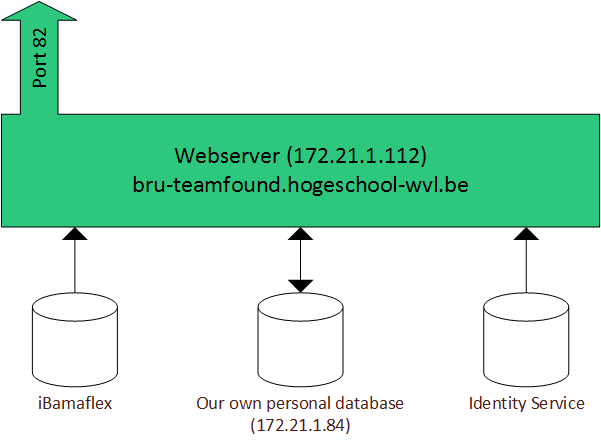 Port 82
Webserver (172.21.1.112)
bru-teamfound.hogeschool-wvl.be
iBamaflex
Our own personal database
(172.21.1.84)
Identity Service